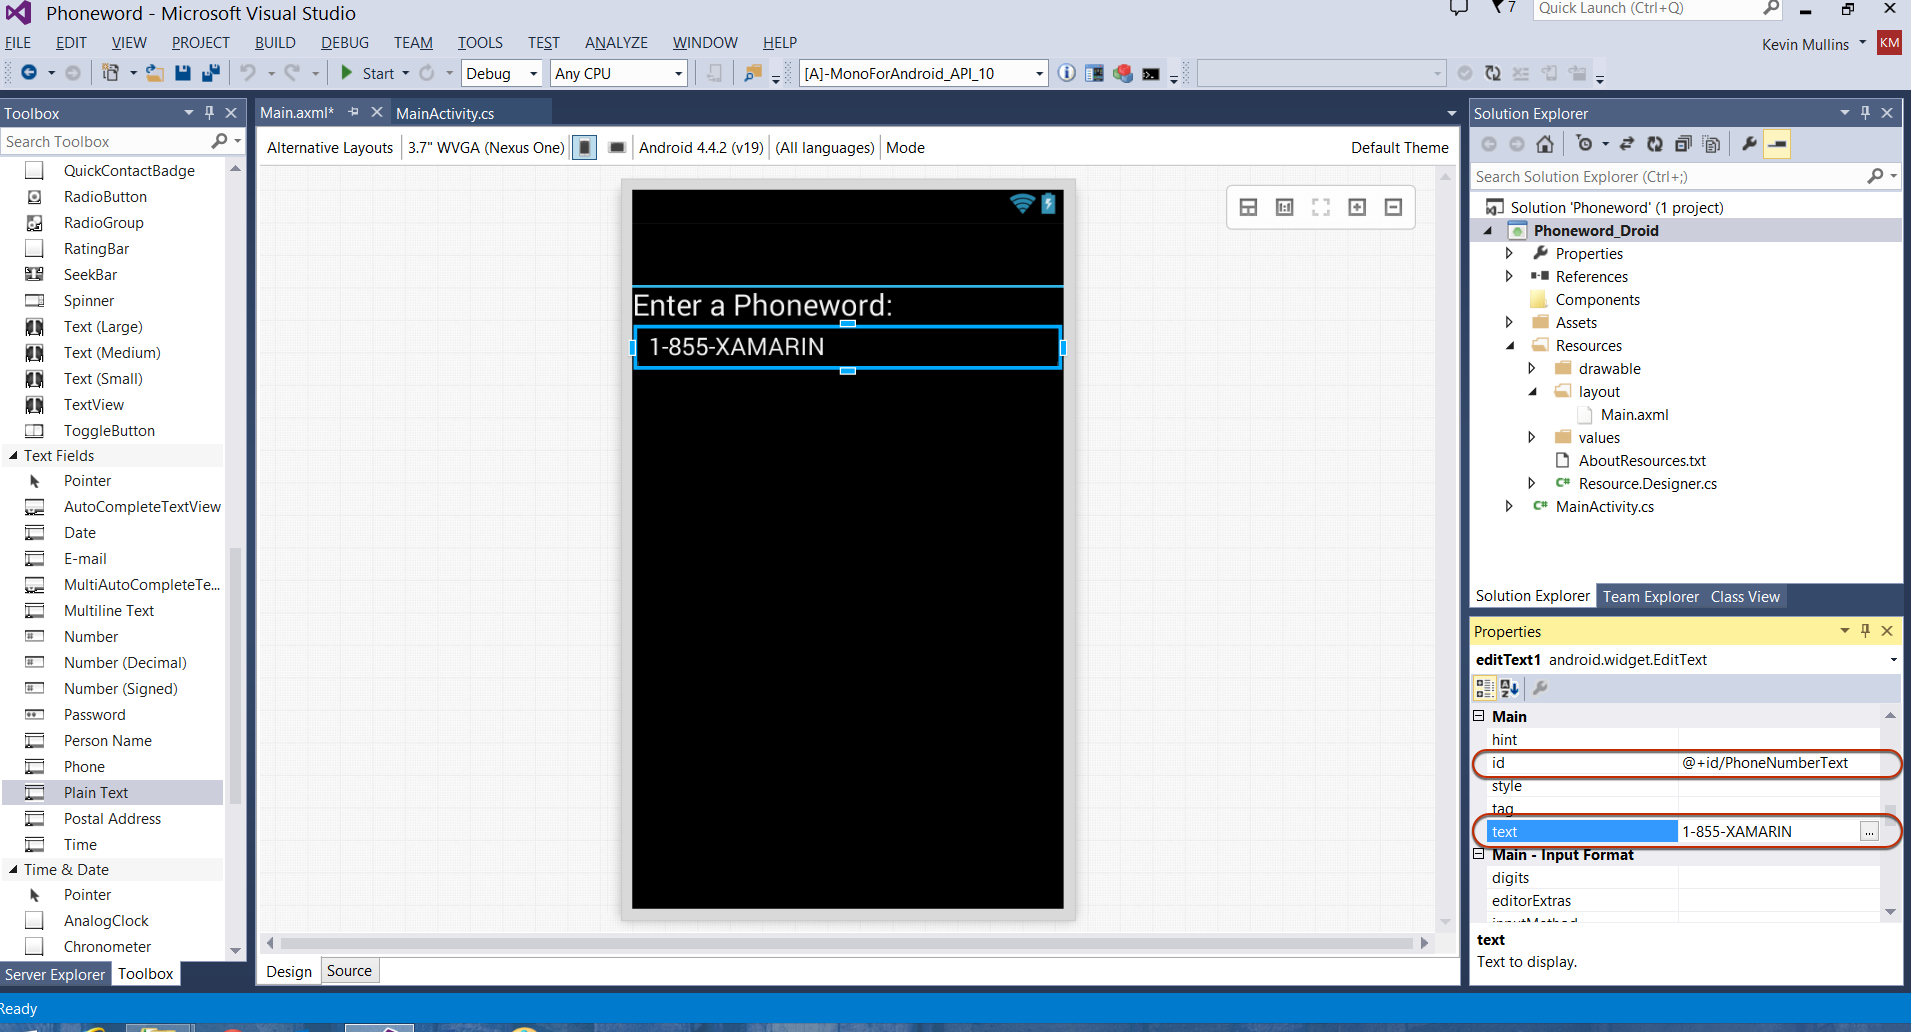 Phoneword - Microsoft Visual Studio
7
Quick Launch (Ctrl+Q)
FILE EDIT VIEW PROJECT BUILD DEBUG TEAM TOOLS TEST ANALYZE WINDOW HELP
Kevin Mullins
KM
Start
Debug
Any CPU
[A]-MonoForAndroid_API_10
Toolbox
Search Toolbox
QuickContactBadge
RadioButton
RadioGroup
RatingBar
SeekBar
Spinner
Text (Large)
Text (Medium)
Text (Small)
TextView
ToggleButton
Text Fields
Pointer
AutoCompleteTextView
Date
E-mail
MultiAutoCompleteTe...
Multiline Text
Number
Number (Decimal)
Number (Signed)
Password
Person Name
Phone
Plain Text
Postal Address
Time
Time & Date
Pointer
AnalogClock
Chronometer
Server Explorer Toolbox
Main.axml* MainActivity.cs
Alternative Layouts 3.7" WVGA (Nexus One) Android 4.4.2 (v19) (All languages) Mode Default Theme
Enter a Phoneword:
1-855-XAMARIN
Design Source
Solution Explorer
Search Solution Explorer (Ctrl+;)
Solution 'Phoneword' (1 project)
Phoneword_Droid
Properties
References
Components
Assets
Resources
drawable
layout
Main.axml
values
AboutResources.txt
C# Resource.Designer.cs
C# MainActivity.cs
Solution Explorer Team Explorer Class View
Properties
editText1 android.widget.EditText
Main
hint
id @+id/PhoneNumberText
style
tag
text 1-855-XAMARIN ...
Main - Input Format
digits
editorExtras
inputMethod
text
Text to display.
Ready